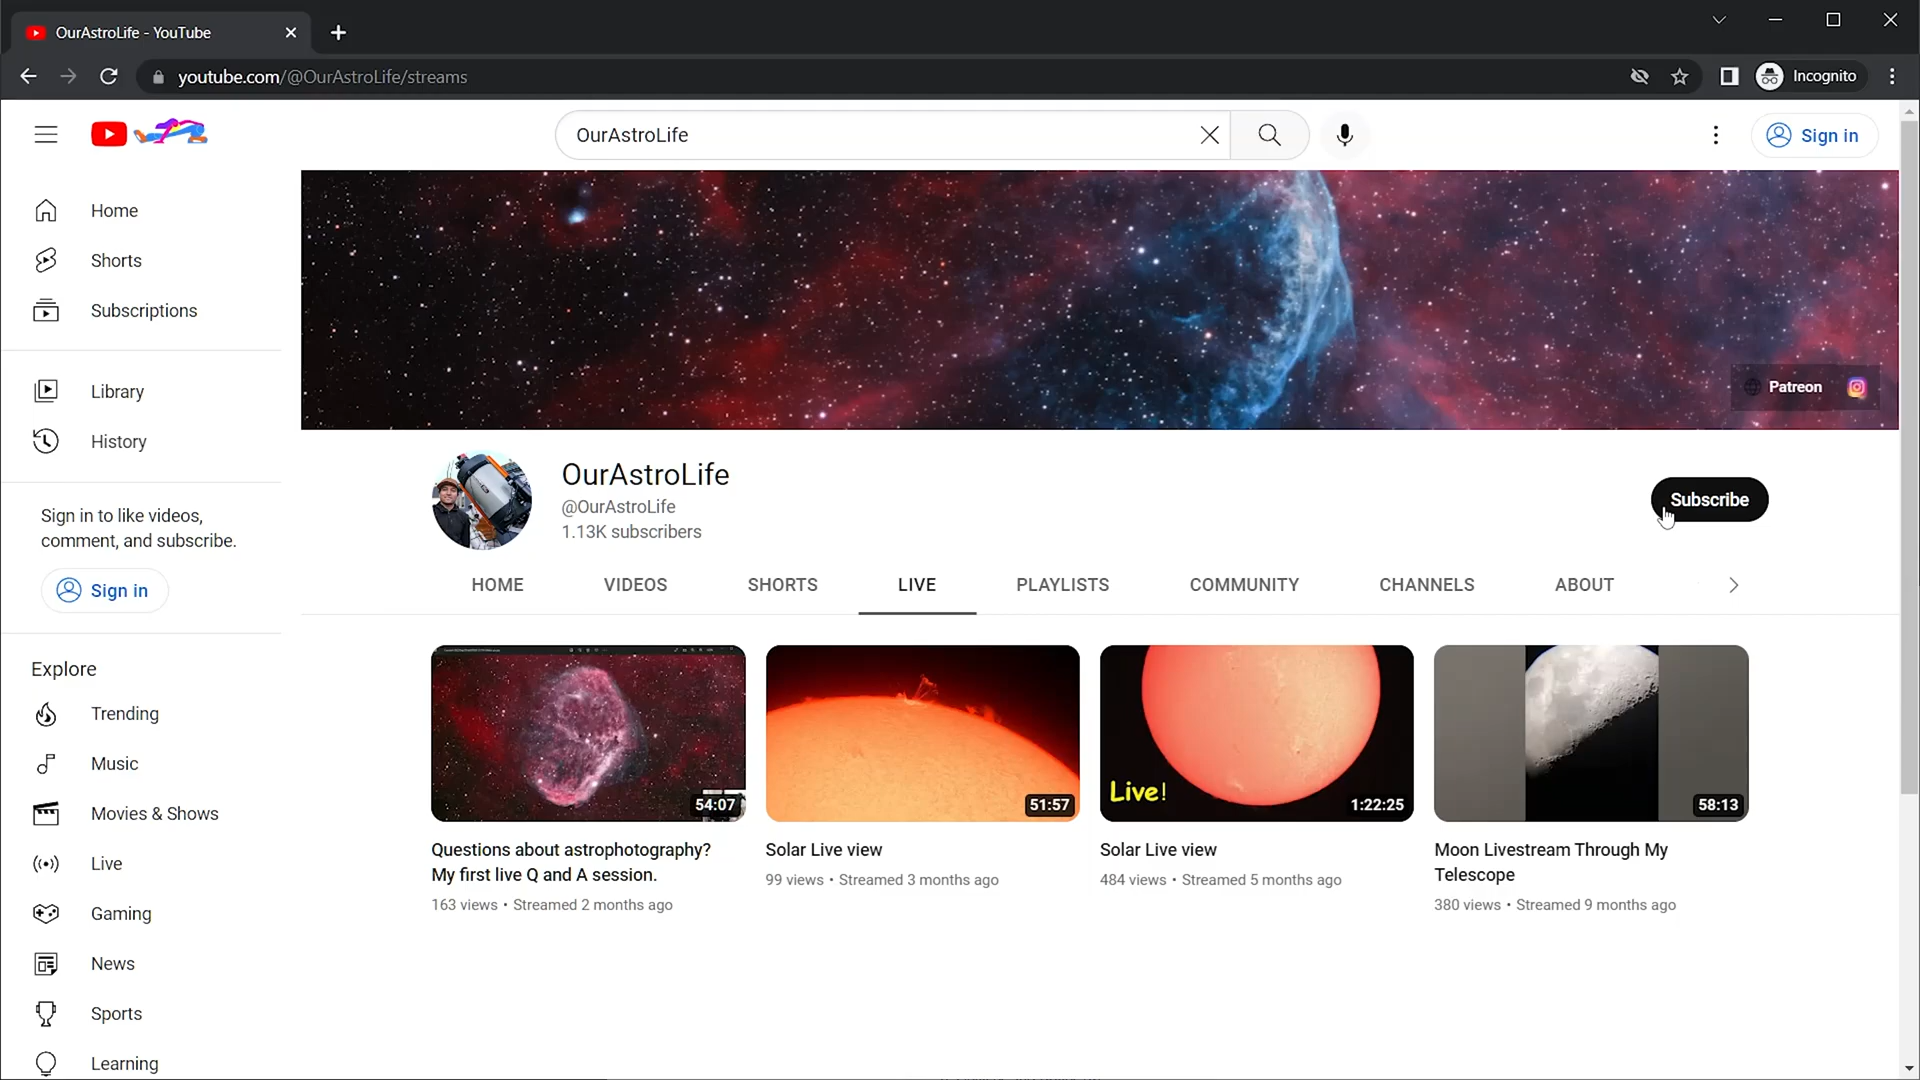 OurAstroLife - YouTube
youtube.com/@OurAstroLife/streams
Incognito
OurAstroLife
Sign in
Home
Shorts
Subscriptions
Library
History
Sign in to like videos,
comment, and subscribe.
Sign in
Explore
Trending
Music
Movies & Shows
Live
Gaming
News
Sports
Learning
Patreon
OurAstroLife
@OurAstroLife
1.13K subscribers
Subscribe
HOME VIDEOS SHORTS LIVE PLAYLISTS COMMUNITY CHANNELS ABOUT
54:07
Questions about astrophotography?
My first live Q and A session.
163 views • Streamed 2 months ago
51:57
Solar Live view
99 views • Streamed 3 months ago
Live!
1:22:25
Solar Live view
484 views • Streamed 5 months ago
58:13
Moon Livestream Through My
Telescope
380 views • Streamed 9 months ago